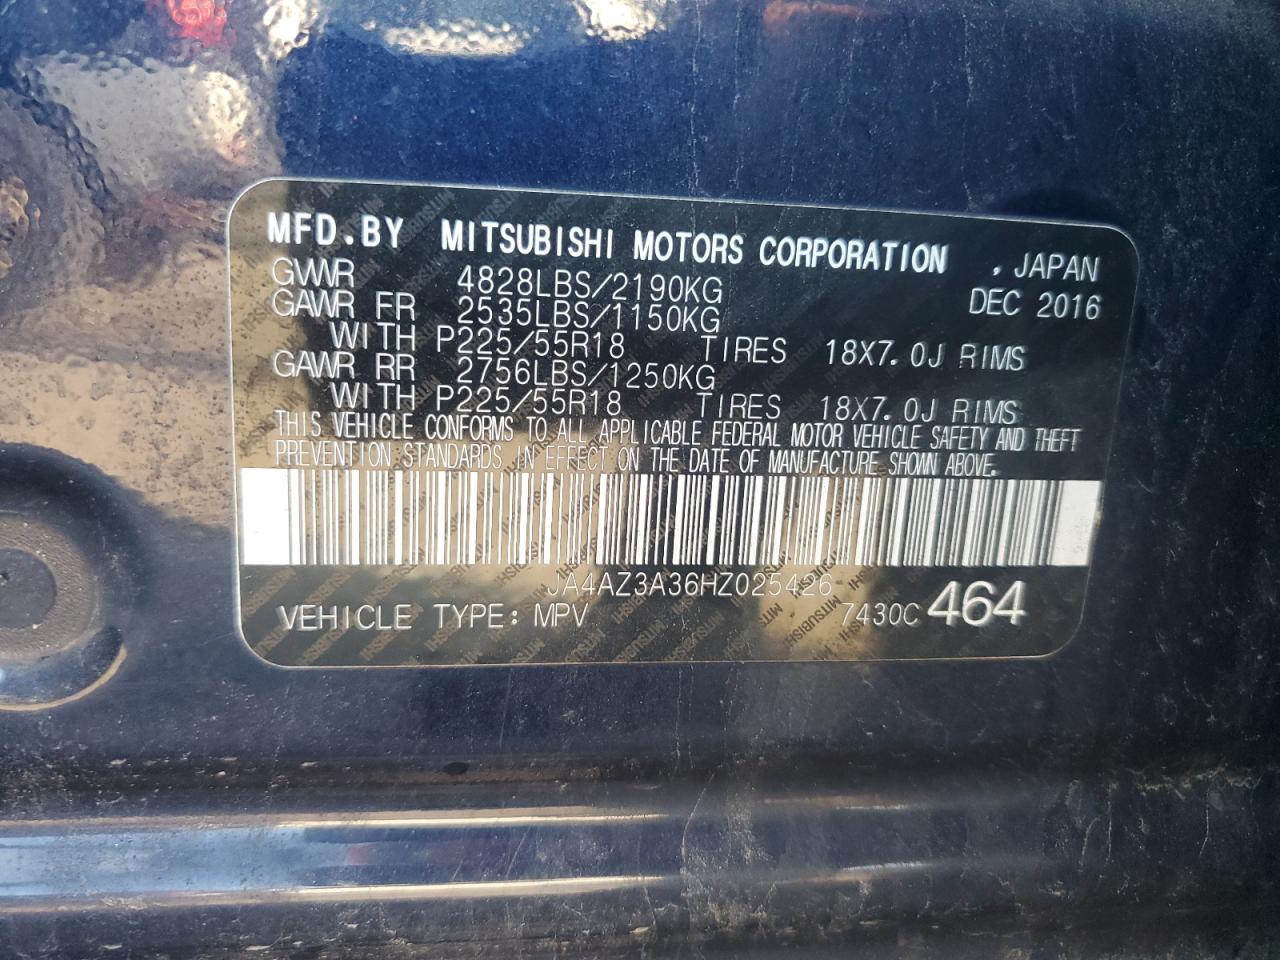 MFD.BY MITSUBISHI MOTORS CORPORATION , JAPAN
GVWR 4828LBS/2190KG DEC 2016
GAWR FR 2535LBS/1150KG
WITH P225/55R18 TIRES 18X7.0J RIMS
GAWR RR 2756LBS/1250KG
WITH P225/55R18 TIRES 18X7.0J RIMS
THIS VEHICLE CONFORMS TO ALL APPLICABLE FEDERAL MOTOR VEHICLE SAFETY AND THEFT
PREVENTION STANDARDS IN EFFECT ON THE DATE OF MANUFACTURE SHOWN ABOVE.
JA4AZ3A36HZ025426
VEHICLE TYPE: MPV 7430C 464